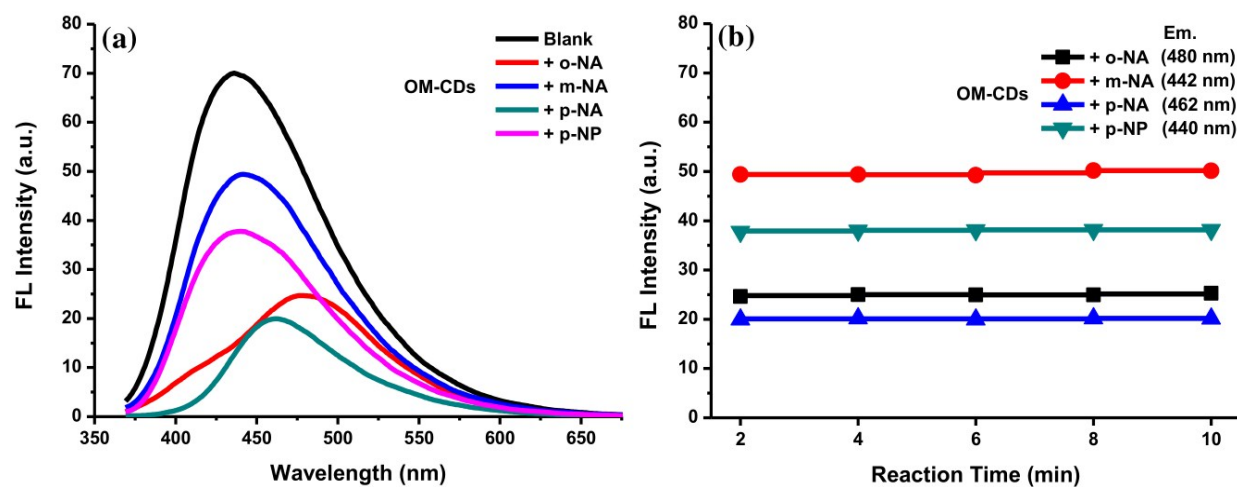 (a)
Blank
+ o-NA
OM-CDs + m-NA
+ p-NA
+ p-NP
80
70
60
50
40
30
20
10
0
FL Intensity (a.u.)
350 400 450 500 550 600 650
Wavelength (nm)
(b)
Em.
+ o-NA (480 nm)
OM-CDs + m-NA (442 nm)
+ p-NA (462 nm)
+ p-NP (440 nm)
80
70
60
50
40
30
20
10
0
FL Intensity (a.u.)
2 4 6 8 10
Reaction Time (min)